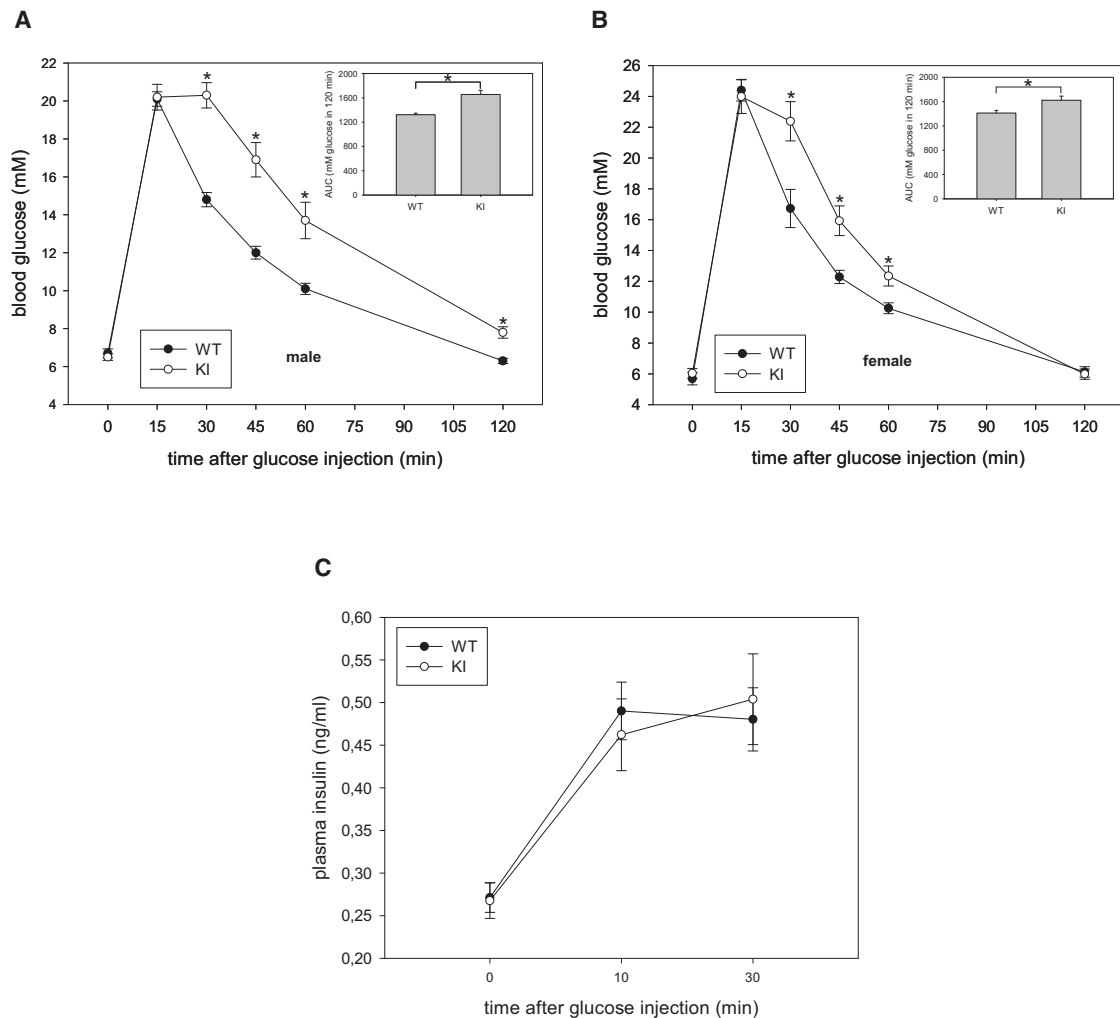 A
blood glucose (mM)
22
20
18
16
14
12
10
8
6
4
0 15 30 45 60 75 90 105 120
time after glucose injection (min)
WT
KI
male
* * * *
AUC (mM glucose in 120 min)
2000
1600
1200
800
400
0
WT KI
*
B
blood glucose (mM)
26
24
22
20
18
16
14
12
10
8
6
4
0 15 30 45 60 75 90 105 120
time after glucose injection (min)
WT
KI
female
* * *
AUC (mM glucose in 120 min)
2000
1600
1200
800
400
0
WT KI
*
C
plasma insulin (ng/ml)
0,60
0,55
0,50
0,45
0,40
0,35
0,30
0,25
0,20
0 10 30
time after glucose injection (min)
WT
KI